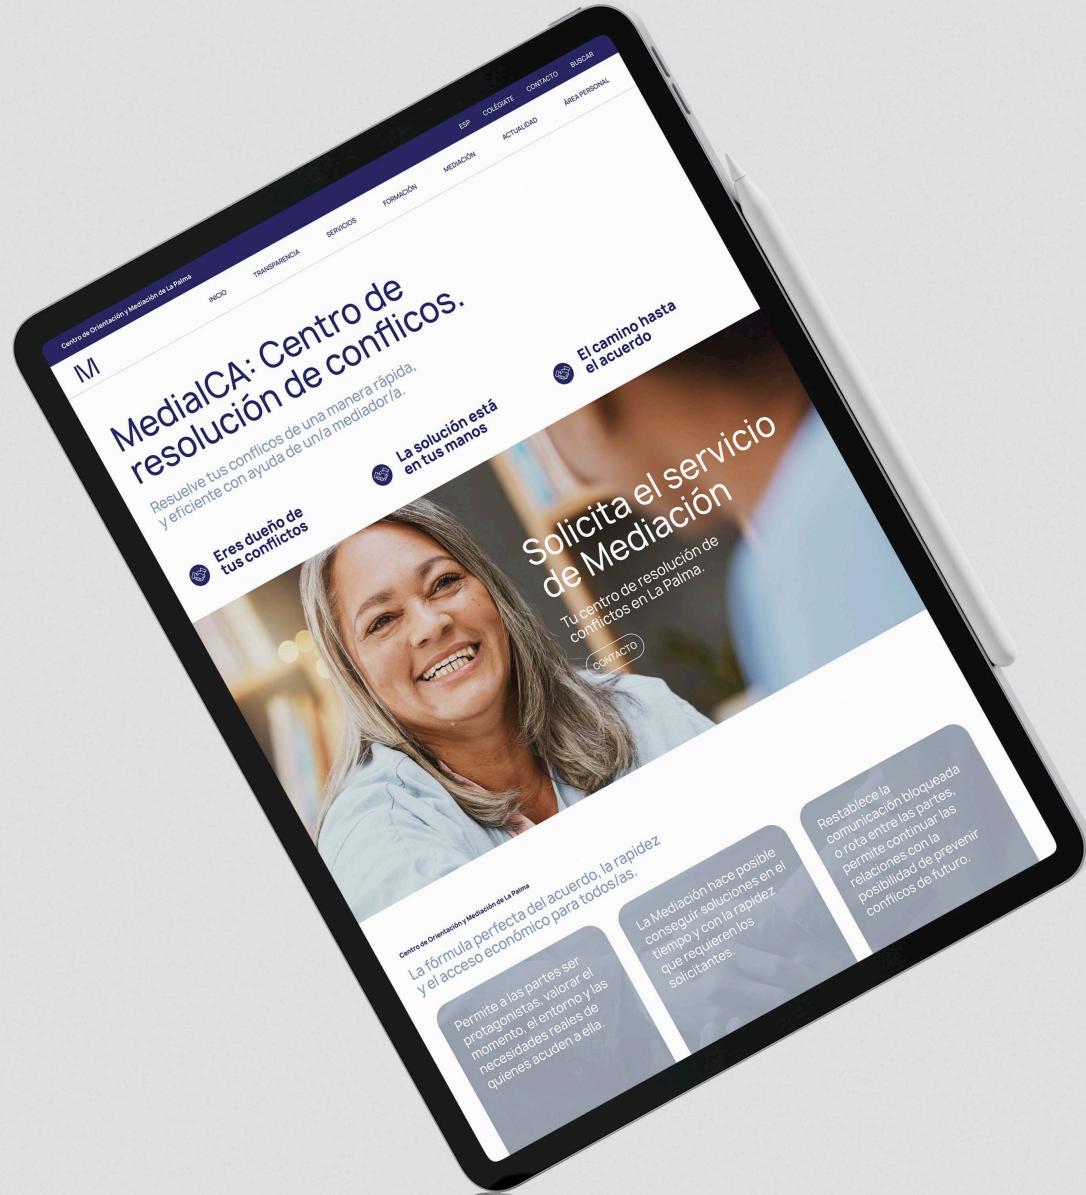 Centro de Orientación y Mediación de La Palma
ESP
COLÉGIATE
CONTACTO
BUSCAR
M
INICIO
TRANSPARENCIA
SERVICIOS
FORMACIÓN
MEDIACIÓN
ACTUALIDAD
ÁREA PERSONAL
MediaICA: Centro de
resolución de conflicos.
Resuelve tus conflicos de una manera rápida,
y eficiente con ayuda de un/a mediador/a.
Eres dueño de
tus conflictos
La solución está
en tus manos
El camino hasta
el acuerdo
Solicita el servicio
de Mediación
Tu centro de resolución de
conflictos en La Palma.
CONTACTO
Centro de Orientación y Mediación de La Palma
La fórmula perfecta del acuerdo, la rapidez
y el acceso económico para todos/as.
Permite a las partes ser
protagonistas, valorar el
momento, el entorno y las
necesidades reales de
quienes acuden a ella.
La Mediación hace posible
conseguir soluciones en el
tiempo y con la rapidez
que requieren los
solicitantes.
Restablece la
comunicación bloqueada
o rota entre las partes,
permite continuar las
relaciones con la
posibilidad de prevenir
conflicos de futuro.